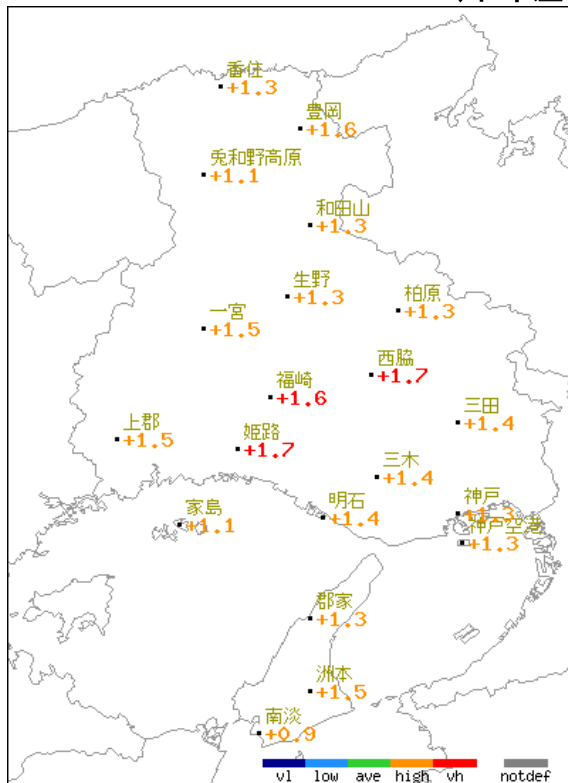 香住
+1.3
豊岡
+1.6
兎和野高原
+1.1
和田山
+1.3
生野
+1.3
柏原
+1.3
一宮
+1.5
西脇
+1.7
福崎
+1.6
三田
+1.4
上郡
+1.5
姫路
+1.7
三木
+1.4
神戸
+1.3
家島
+1.1
明石
+1.4
神戸空港
+1.3
郡家
+1.3
洲本
+1.5
南淡
+0.9
vl low ave high vh notdef